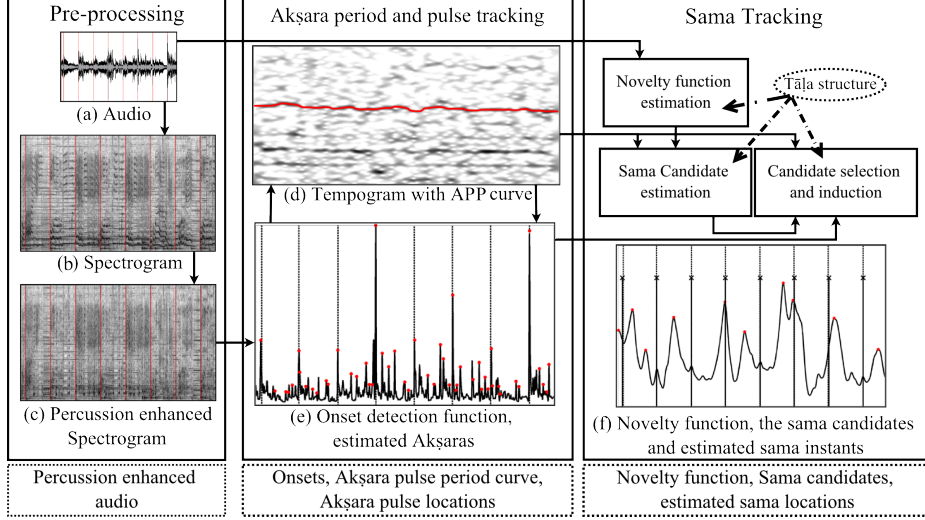 Pre-processing
(a) Audio
(b) Spectrogram
(c) Percussion enhanced
Spectrogram
Percussion enhanced
audio
Akṣara period and pulse tracking
(d) Tempogram with APP curve
(e) Onset detection function,
estimated Akṣaras
Onsets, Akṣara pulse period curve,
Akṣara pulse locations
Sama Tracking
Novelty function
estimation
Tāḷa structure
Sama Candidate
estimation
Candidate selection
and induction
(f) Novelty function, the sama candidates
and estimated sama instants
Novelty function, Sama candidates,
estimated sama locations